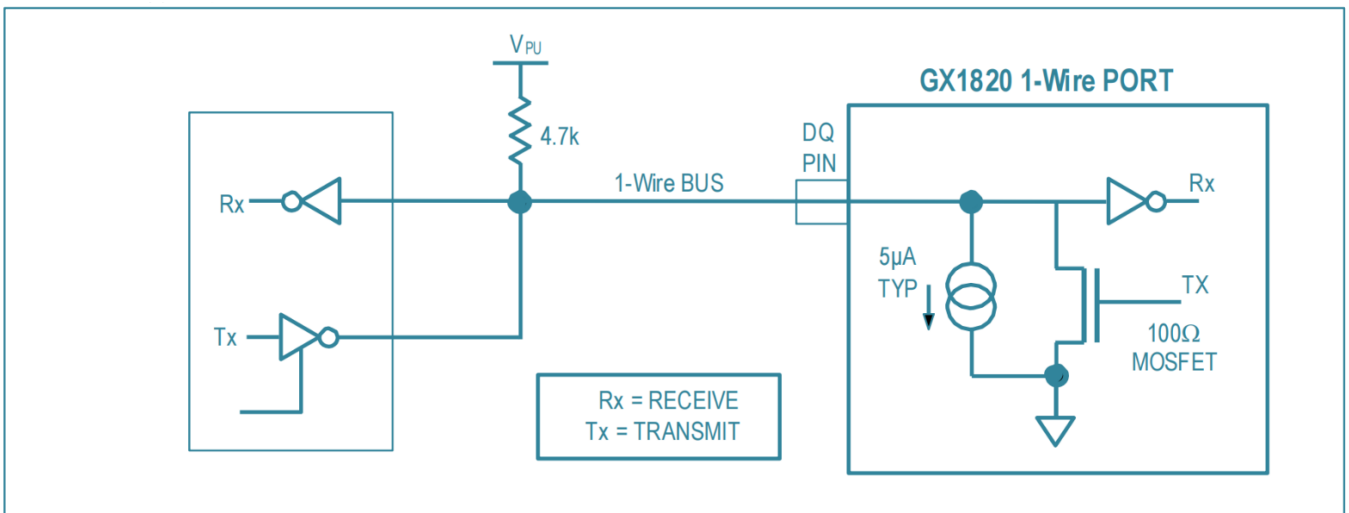 VPU
GX1820 1-Wire PORT
4.7k
DQ
PIN
1-Wire BUS
Rx
Rx
5µA
TYP
TX
Tx
100Ω
MOSFET
Rx = RECEIVE
Tx = TRANSMIT